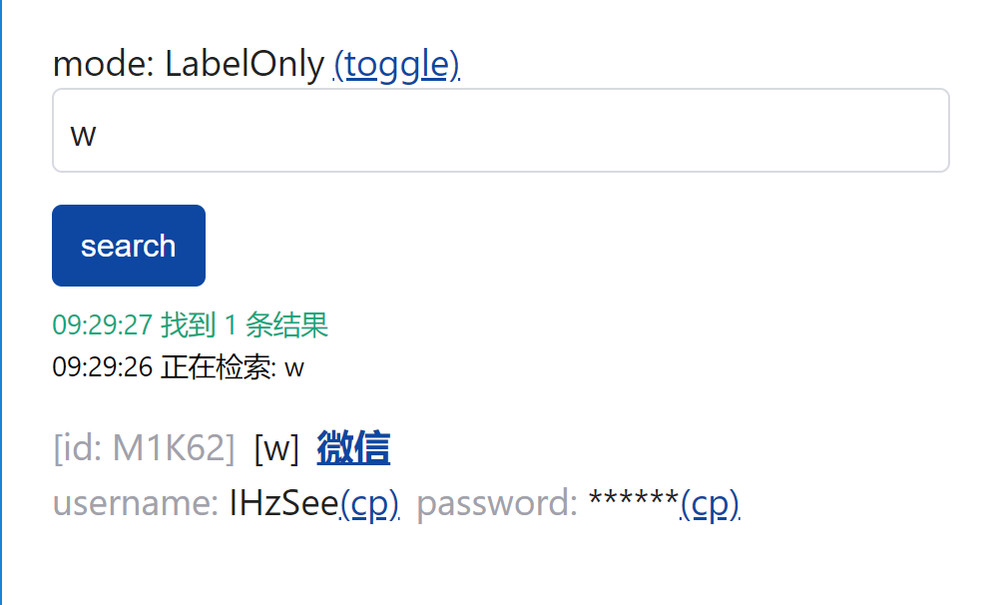 mode: LabelOnly (toggle)
w
search
09:29:27 找到 1 条结果
09:29:26 正在检索: w
[id: M1K62] [w] 微信
username: lHzSee(cp) password: ******(cp)